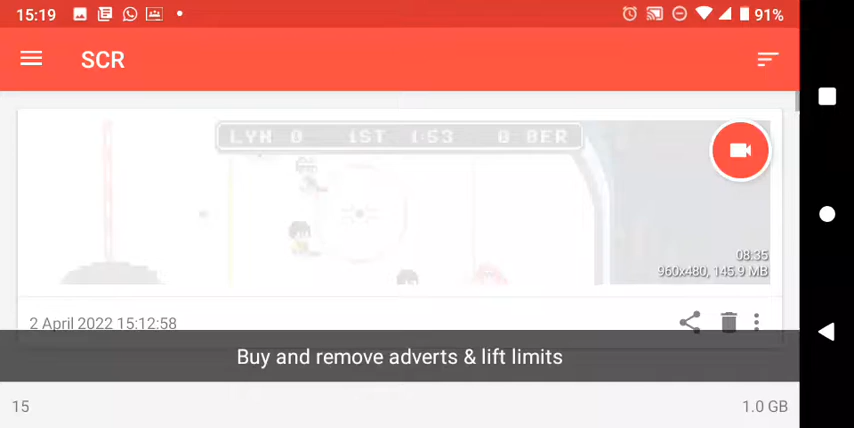 15:19
91%
SCR
LYN 0 1ST 1:53 0 BER
08:35
960x480, 145.9 MB
2 April 2022 15:12:58
Buy and remove adverts & lift limits
15
1.0 GB